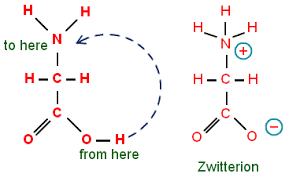 H H
N
to here
H C H
C
O O H
from here
H
H H
N +
H C H
C
O O −
Zwitterion